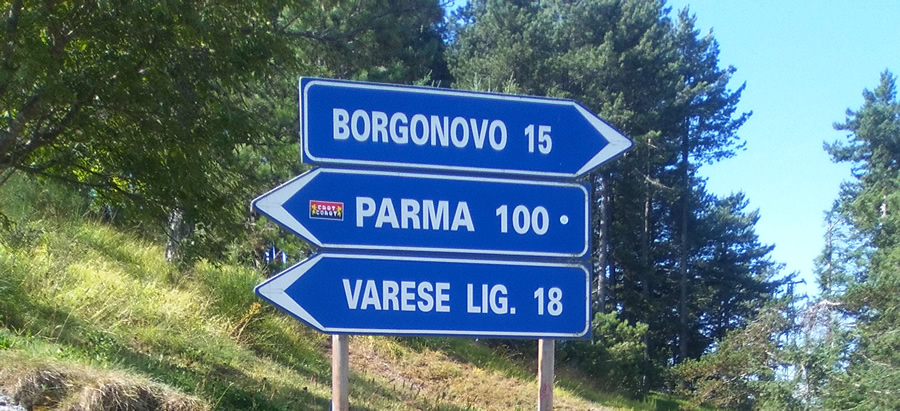 BORGONOVO 15
PARMA 100
VARESE LIG. 18